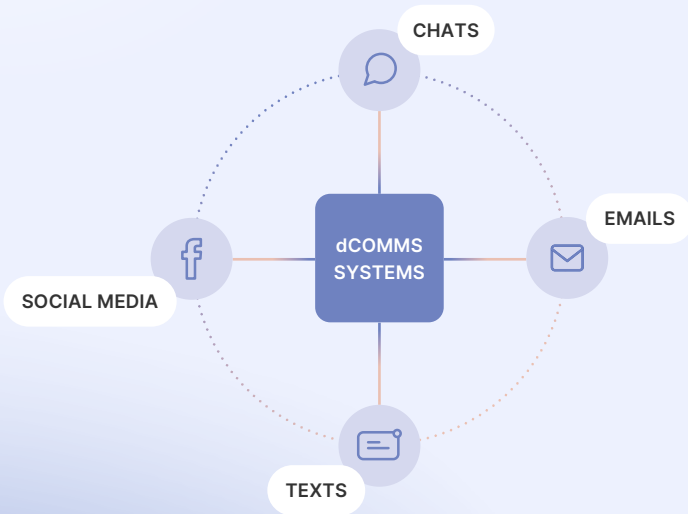 CHATS
EMAILS
dCOMMS
SYSTEMS
SOCIAL MEDIA
TEXTS